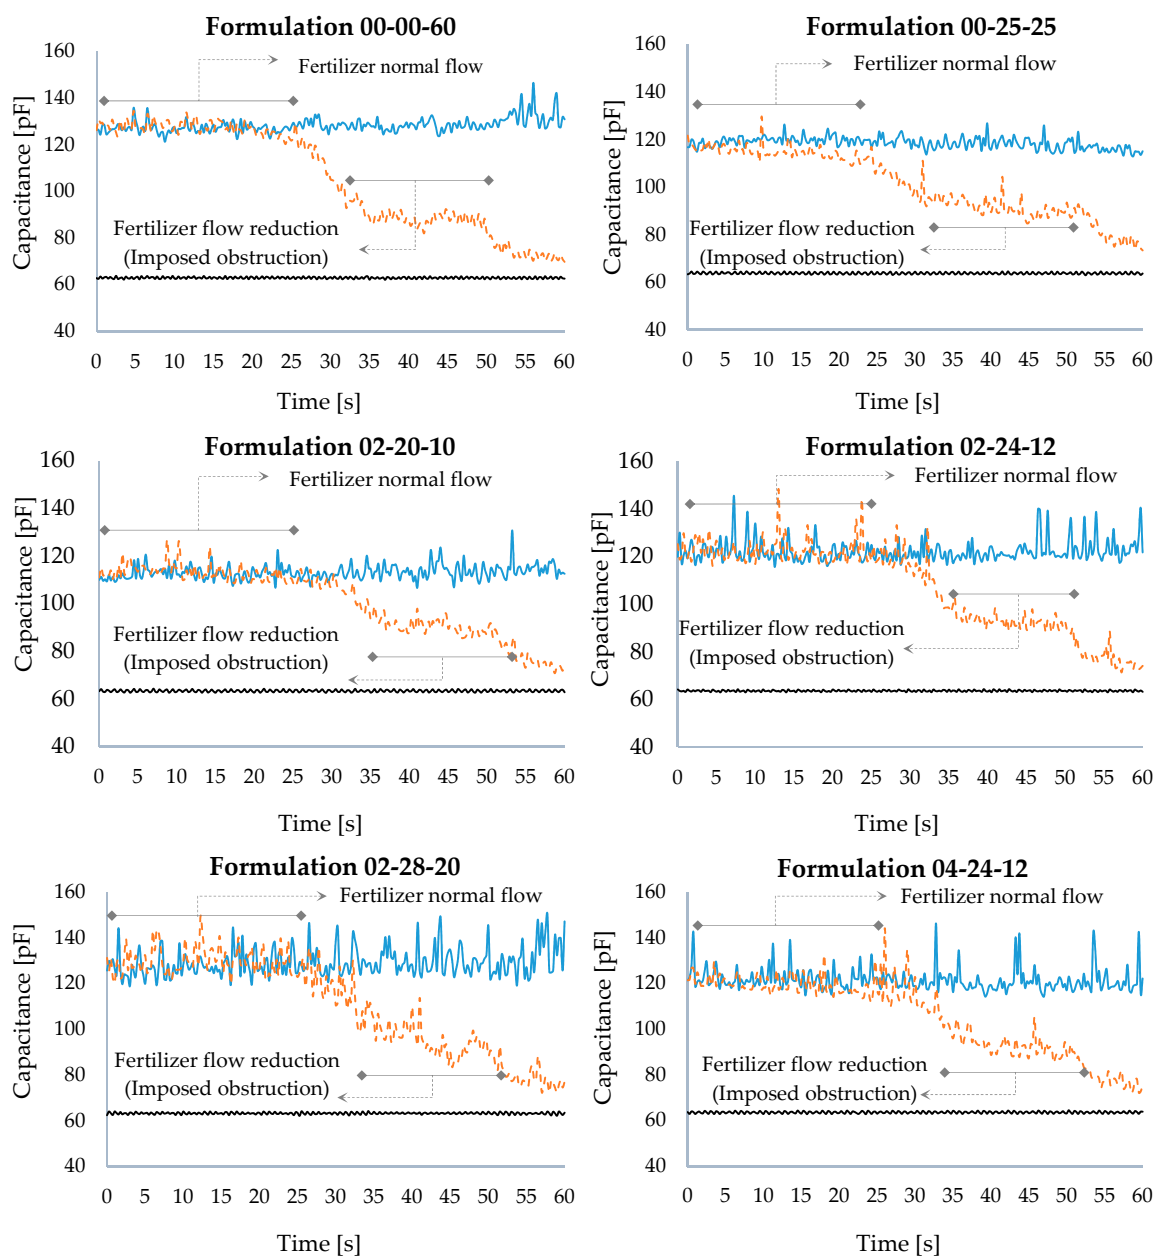 Formulation 00-00-60
160
140
120
100
80
60
40
Capacitance [pF]
Fertilizer normal flow
Fertilizer flow reduction
(Imposed obstruction)
0 5 10 15 20 25 30 35 40 45 50 55 60
Time [s]
Formulation 00-25-25
160
140
120
100
80
60
40
Capacitance [pF]
Fertilizer normal flow
Fertilizer flow reduction
(Imposed obstruction)
0 5 10 15 20 25 30 35 40 45 50 55 60
Time [s]
Formulation 02-20-10
160
140
120
100
80
60
40
Capacitance [pF]
Fertilizer normal flow
Fertilizer flow reduction
(Imposed obstruction)
0 5 10 15 20 25 30 35 40 45 50 55 60
Time [s]
Formulation 02-24-12
160
140
120
100
80
60
40
Capacitance [pF]
Fertilizer normal flow
Fertilizer flow reduction
(Imposed obstruction)
0 5 10 15 20 25 30 35 40 45 50 55 60
Time [s]
Formulation 02-28-20
160
140
120
100
80
60
40
Capacitance [pF]
Fertilizer normal flow
Fertilizer flow reduction
(Imposed obstruction)
0 5 10 15 20 25 30 35 40 45 50 55 60
Time [s]
Formulation 04-24-12
160
140
120
100
80
60
40
Capacitance [pF]
Fertilizer normal flow
Fertilizer flow reduction
(Imposed obstruction)
0 5 10 15 20 25 30 35 40 45 50 55 60
Time [s]